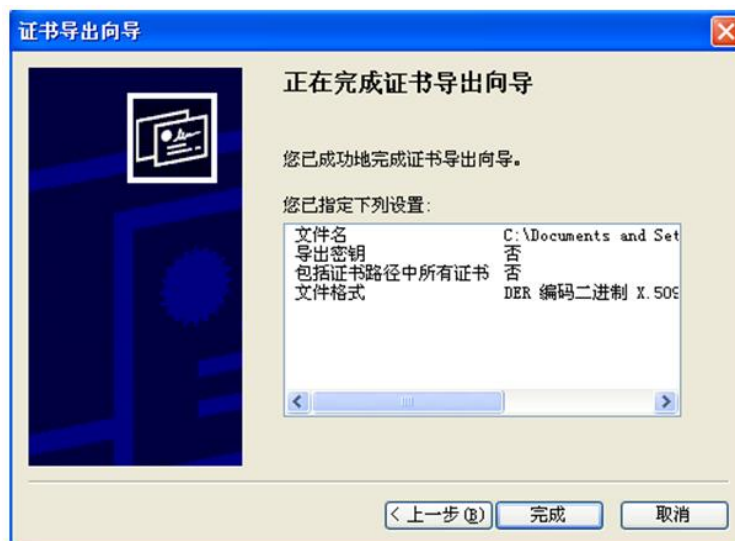 证书导出向导
正在完成证书导出向导
您已成功地完成证书导出向导。
您已指定下列设置:
文件名 C:\Documents and Set
导出密钥 否
包括证书路径中所有证书 否
文件格式 DER 编码二进制 X.509
< 上一步(B) 完成 取消